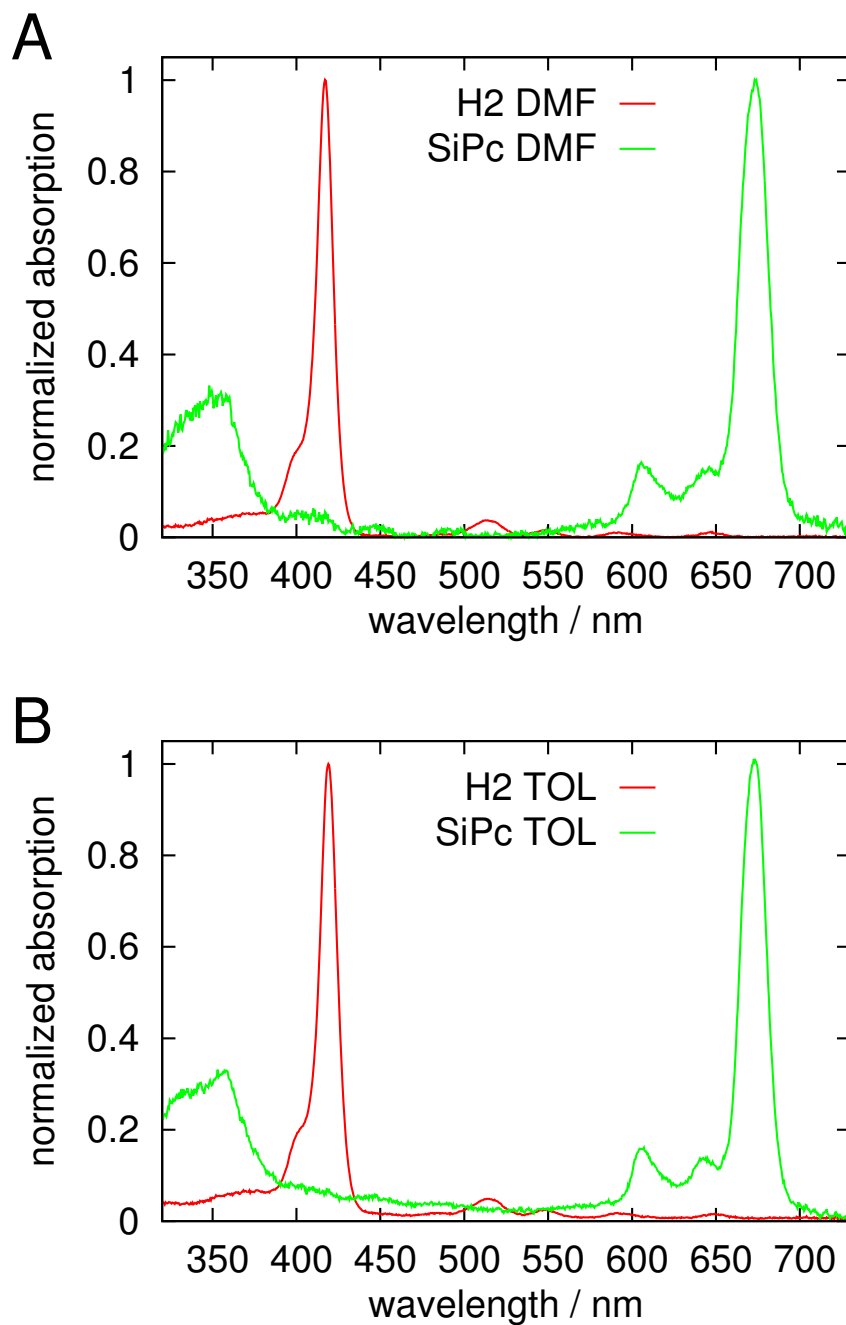 A
normalized absorption
1
0.8
0.6
0.4
0.2
0
H2 DMF
SiPc DMF
350 400 450 500 550 600 650 700
wavelength / nm
B
normalized absorption
1
0.8
0.6
0.4
0.2
0
H2 TOL
SiPc TOL
350 400 450 500 550 600 650 700
wavelength / nm